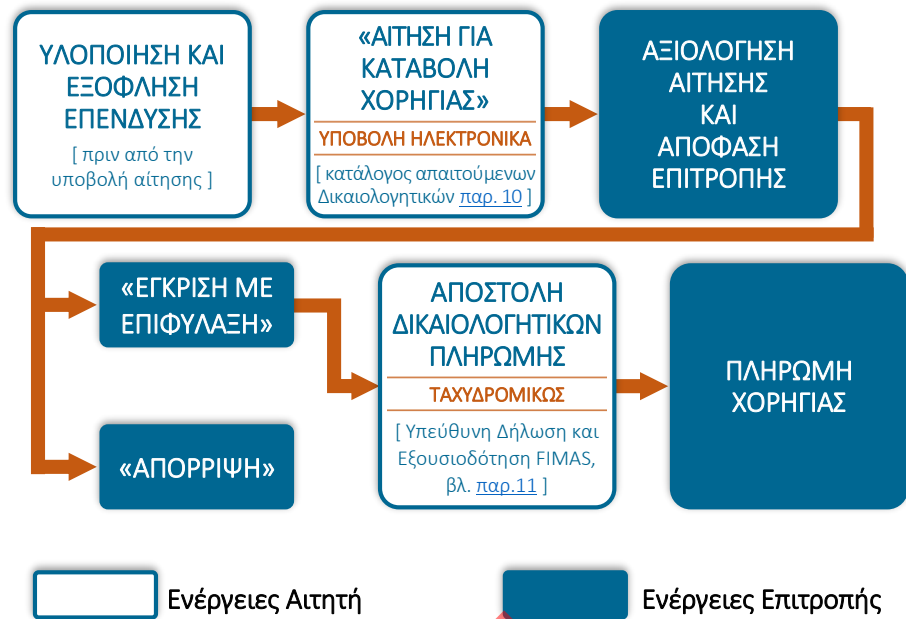 ΥΛΟΠΟΙΗΣΗ ΚΑΙ
ΕΞΟΦΛΗΣΗ
ΕΠΕΝΔΥΣΗΣ
[ πριν από την
υποβολή αίτησης ]
«ΑΙΤΗΣΗ ΓΙΑ
ΚΑΤΑΒΟΛΗ
ΧΟΡΗΓΙΑΣ»
ΥΠΟΒΟΛΗ ΗΛΕΚΤΡΟΝΙΚΑ
[ κατάλογος απαιτούμενων
Δικαιολογητικών παρ. 10 ]
ΑΞΙΟΛΟΓΗΣΗ
ΑΙΤΗΣΗΣ
ΚΑΙ
ΑΠΟΦΑΣΗ
ΕΠΙΤΡΟΠΗΣ
«ΕΓΚΡΙΣΗ ΜΕ
ΕΠΙΦΥΛΑΞΗ»
«ΑΠΟΡΡΙΨΗ»
ΑΠΟΣΤΟΛΗ
ΔΙΚΑΙΟΛΟΓΗΤΙΚΩΝ
ΠΛΗΡΩΜΗΣ
ΤΑΧΥΔΡΟΜΙΚΩΣ
[ Υπεύθυνη Δήλωση και
Εξουσιοδότηση FIMAS,
βλ. παρ.11 ]
ΠΛΗΡΩΜΗ
ΧΟΡΗΓΙΑΣ
Ενέργειες Αιτητή
Ενέργειες Επιτροπής